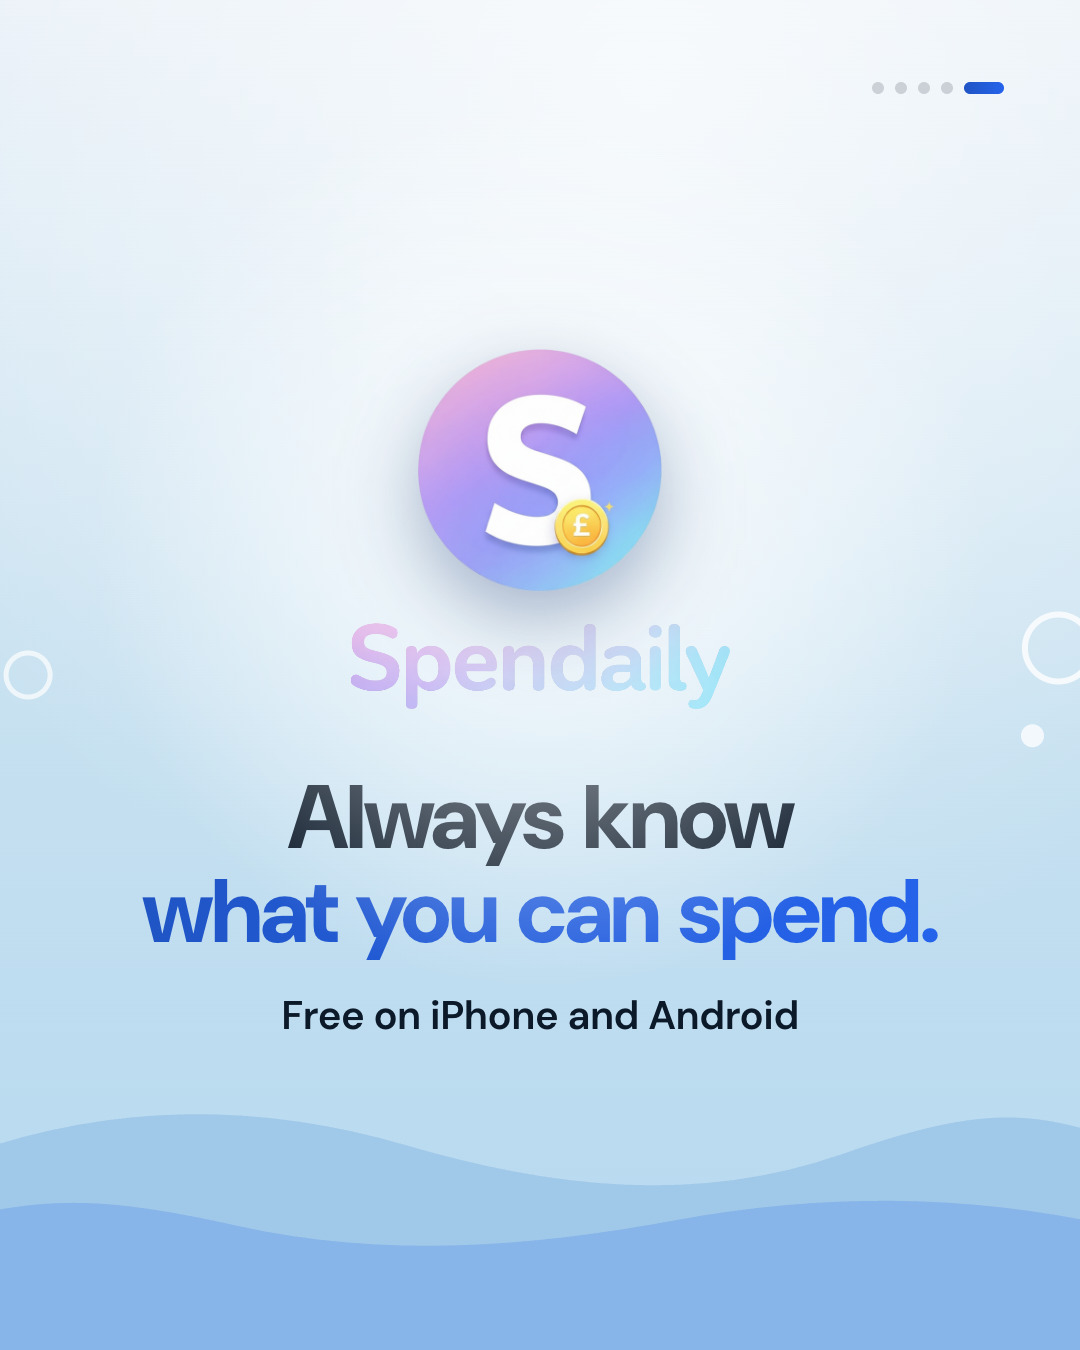 S
£
Spendaily
Always know
what you can spend.
Free on iPhone and Android